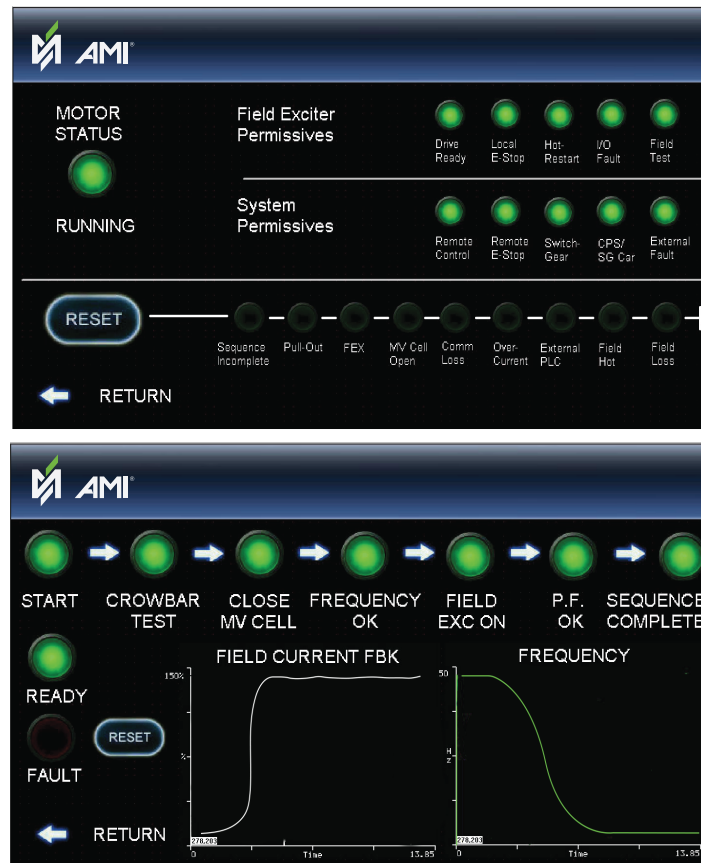 AMI®
MOTOR
STATUS
RUNNING
Field Exciter
Permissives
Drive
Ready
Local
E-Stop
Hot-
Restart
I/O
Fault
Field
Test
System
Permissives
Remote
Control
Remote
E-Stop
Switch-
Gear
CPS/
SG Car
External
Fault
RESET
Sequence
Incomplete
Pull-Out
FEX
MV Cell
Open
Comm
Loss
Over-
Current
External
PLC
Field
Hot
Field
Loss
RETURN
AMI®
START
CROWBAR
TEST
CLOSE
MV CELL
FREQUENCY
OK
FIELD
EXC ON
P.F.
OK
SEQUENCE
COMPLETE
READY
FAULT
RESET
RETURN
FIELD CURRENT FBK
150%
%
278,203
0
Time
13.85
FREQUENCY
50
H
z
278,203
0
Time
13.85